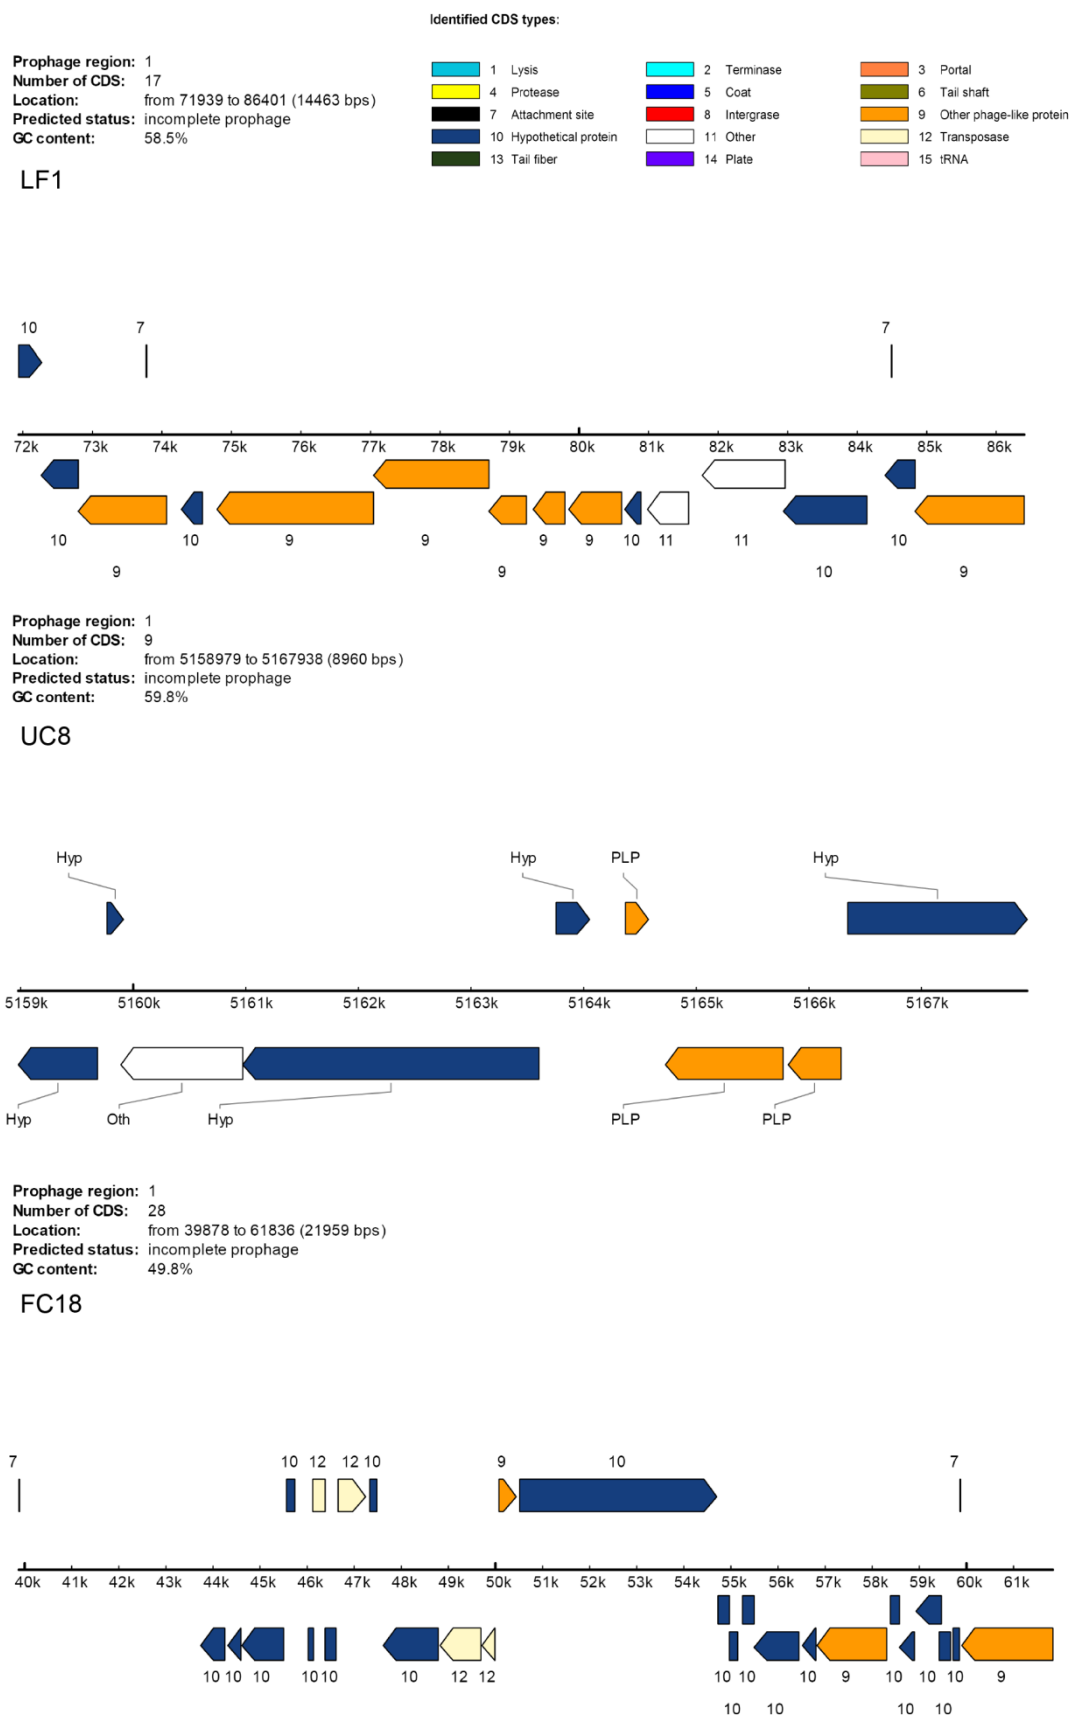 Identified CDS types:
Prophage region: 1
Number of CDS: 17
Location: from 71939 to 86401 (14463 bps)
Predicted status: incomplete prophage
GC content: 58.5%
1 Lysis 2 Terminase 3 Portal
4 Protease 5 Coat 6 Tail shaft
7 Attachment site 8 Intergrase 9 Other phage-like protein
10 Hypothetical protein 11 Other 12 Transposase
13 Tail fiber 14 Plate 15 tRNA
LF1
10 7 7
72k 73k 74k 75k 76k 77k 78k 79k 80k 81k 82k 83k 84k 85k 86k
10 10 9 9 9 9 10 11 11 10
9 9 10 9
Prophage region: 1
Number of CDS: 9
Location: from 5158979 to 5167938 (8960 bps)
Predicted status: incomplete prophage
GC content: 59.8%
UC8
Hyp Hyp PLP Hyp
5159k 5160k 5161k 5162k 5163k 5164k 5165k 5166k 5167k
Hyp Oth Hyp PLP PLP
Prophage region: 1
Number of CDS: 28
Location: from 39878 to 61836 (21959 bps)
Predicted status: incomplete prophage
GC content: 49.8%
FC18
7 10 12 12 10 9 10 7
40k 41k 42k 43k 44k 45k 46k 47k 48k 49k 50k 51k 52k 53k 54k 55k 56k 57k 58k 59k 60k 61k
10 10 10 10 10 10 12 12 10 10 10 9 10 10 10 9
10 10 10 10